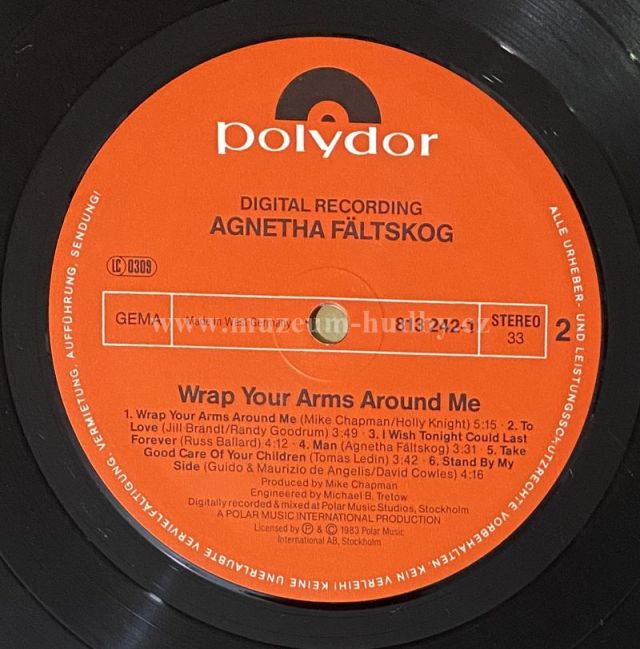 polydor
DIGITAL RECORDING
AGNETHA FÄLTSKOG
LC 0309
GEMA Made in West Germany 813 242-1 STEREO
33
2
www.muzeum-hudby.cz
Wrap Your Arms Around Me
1. Wrap Your Arms Around Me (Mike Chapman/Holly Knight) 5:15 · 2. To
Love (Jill Brandt/Randy Goodrum) 3:49 · 3. I Wish Tonight Could Last
Forever (Russ Ballard) 4:12 · 4. Man (Agnetha Fältskog) 3:31 · 5. Take
Good Care Of Your Children (Tomas Ledin) 3:42 · 6. Stand By My
Side (Guido & Maurizio de Angelis/David Cowles) 4:16
Produced by Mike Chapman
Engineered by Michael B. Tretow
Digitally recorded & mixed at Polar Music Studios, Stockholm
A POLAR MUSIC INTERNATIONAL PRODUCTION
Licensed by Ⓟ & © 1983 Polar Music
International AB, Stockholm
ALLE URHEBER- UND LEISTUNGSSCHUTZRECHTE VORBEHALTEN. KEIN VERLEIH! KEINE UNERLAUBTE VERVIELFÄLTIGUNG, VERMIETUNG, AUFFÜHRUNG, SENDUNG!